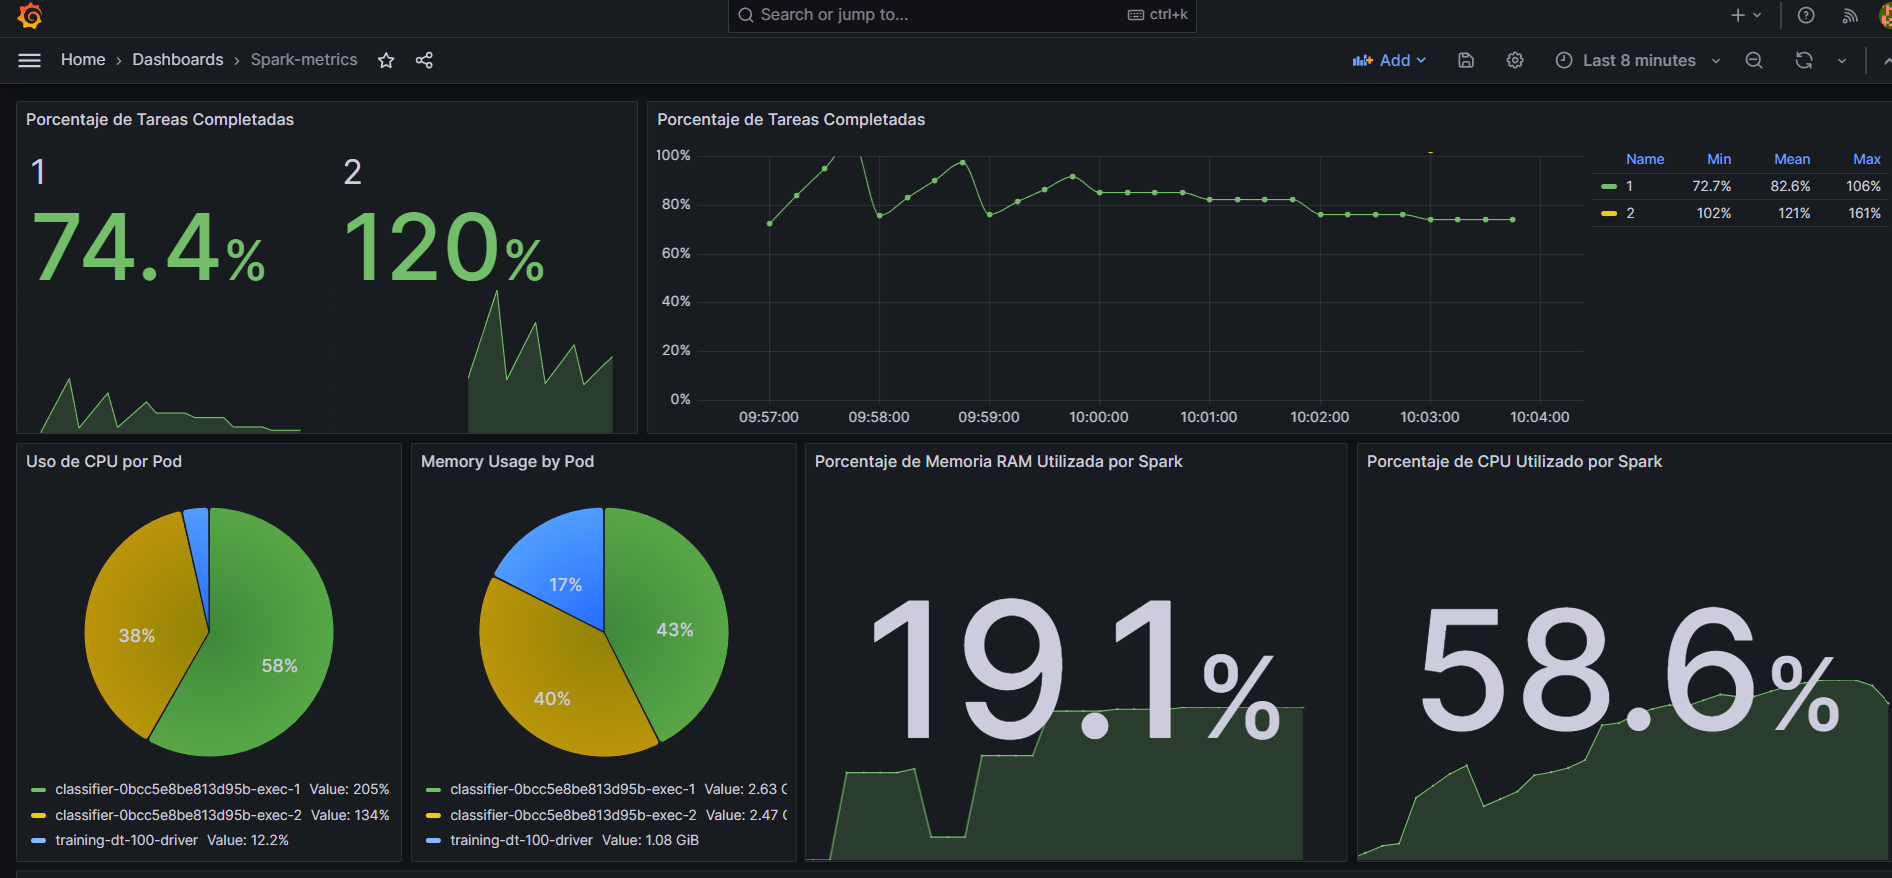 Search or jump to... ctrl+k
Home › Dashboards › Spark-metrics
Add
Last 8 minutes
Porcentaje de Tareas Completadas
1
74.4%
2
120%
Porcentaje de Tareas Completadas
100%
80%
60%
40%
20%
0%
09:57:00 09:58:00 09:59:00 10:00:00 10:01:00 10:02:00 10:03:00 10:04:00
Name Min Mean Max
1 72.7% 82.6% 106%
2 102% 121% 161%
Uso de CPU por Pod
38%
58%
classifier-0bcc5e8be813d95b-exec-1 Value: 205%
classifier-0bcc5e8be813d95b-exec-2 Value: 134%
training-dt-100-driver Value: 12.2%
Memory Usage by Pod
17%
43%
40%
classifier-0bcc5e8be813d95b-exec-1 Value: 2.63
classifier-0bcc5e8be813d95b-exec-2 Value: 2.47
training-dt-100-driver Value: 1.08 GiB
Porcentaje de Memoria RAM Utilizada por Spark
19.1%
Porcentaje de CPU Utilizado por Spark
58.6%